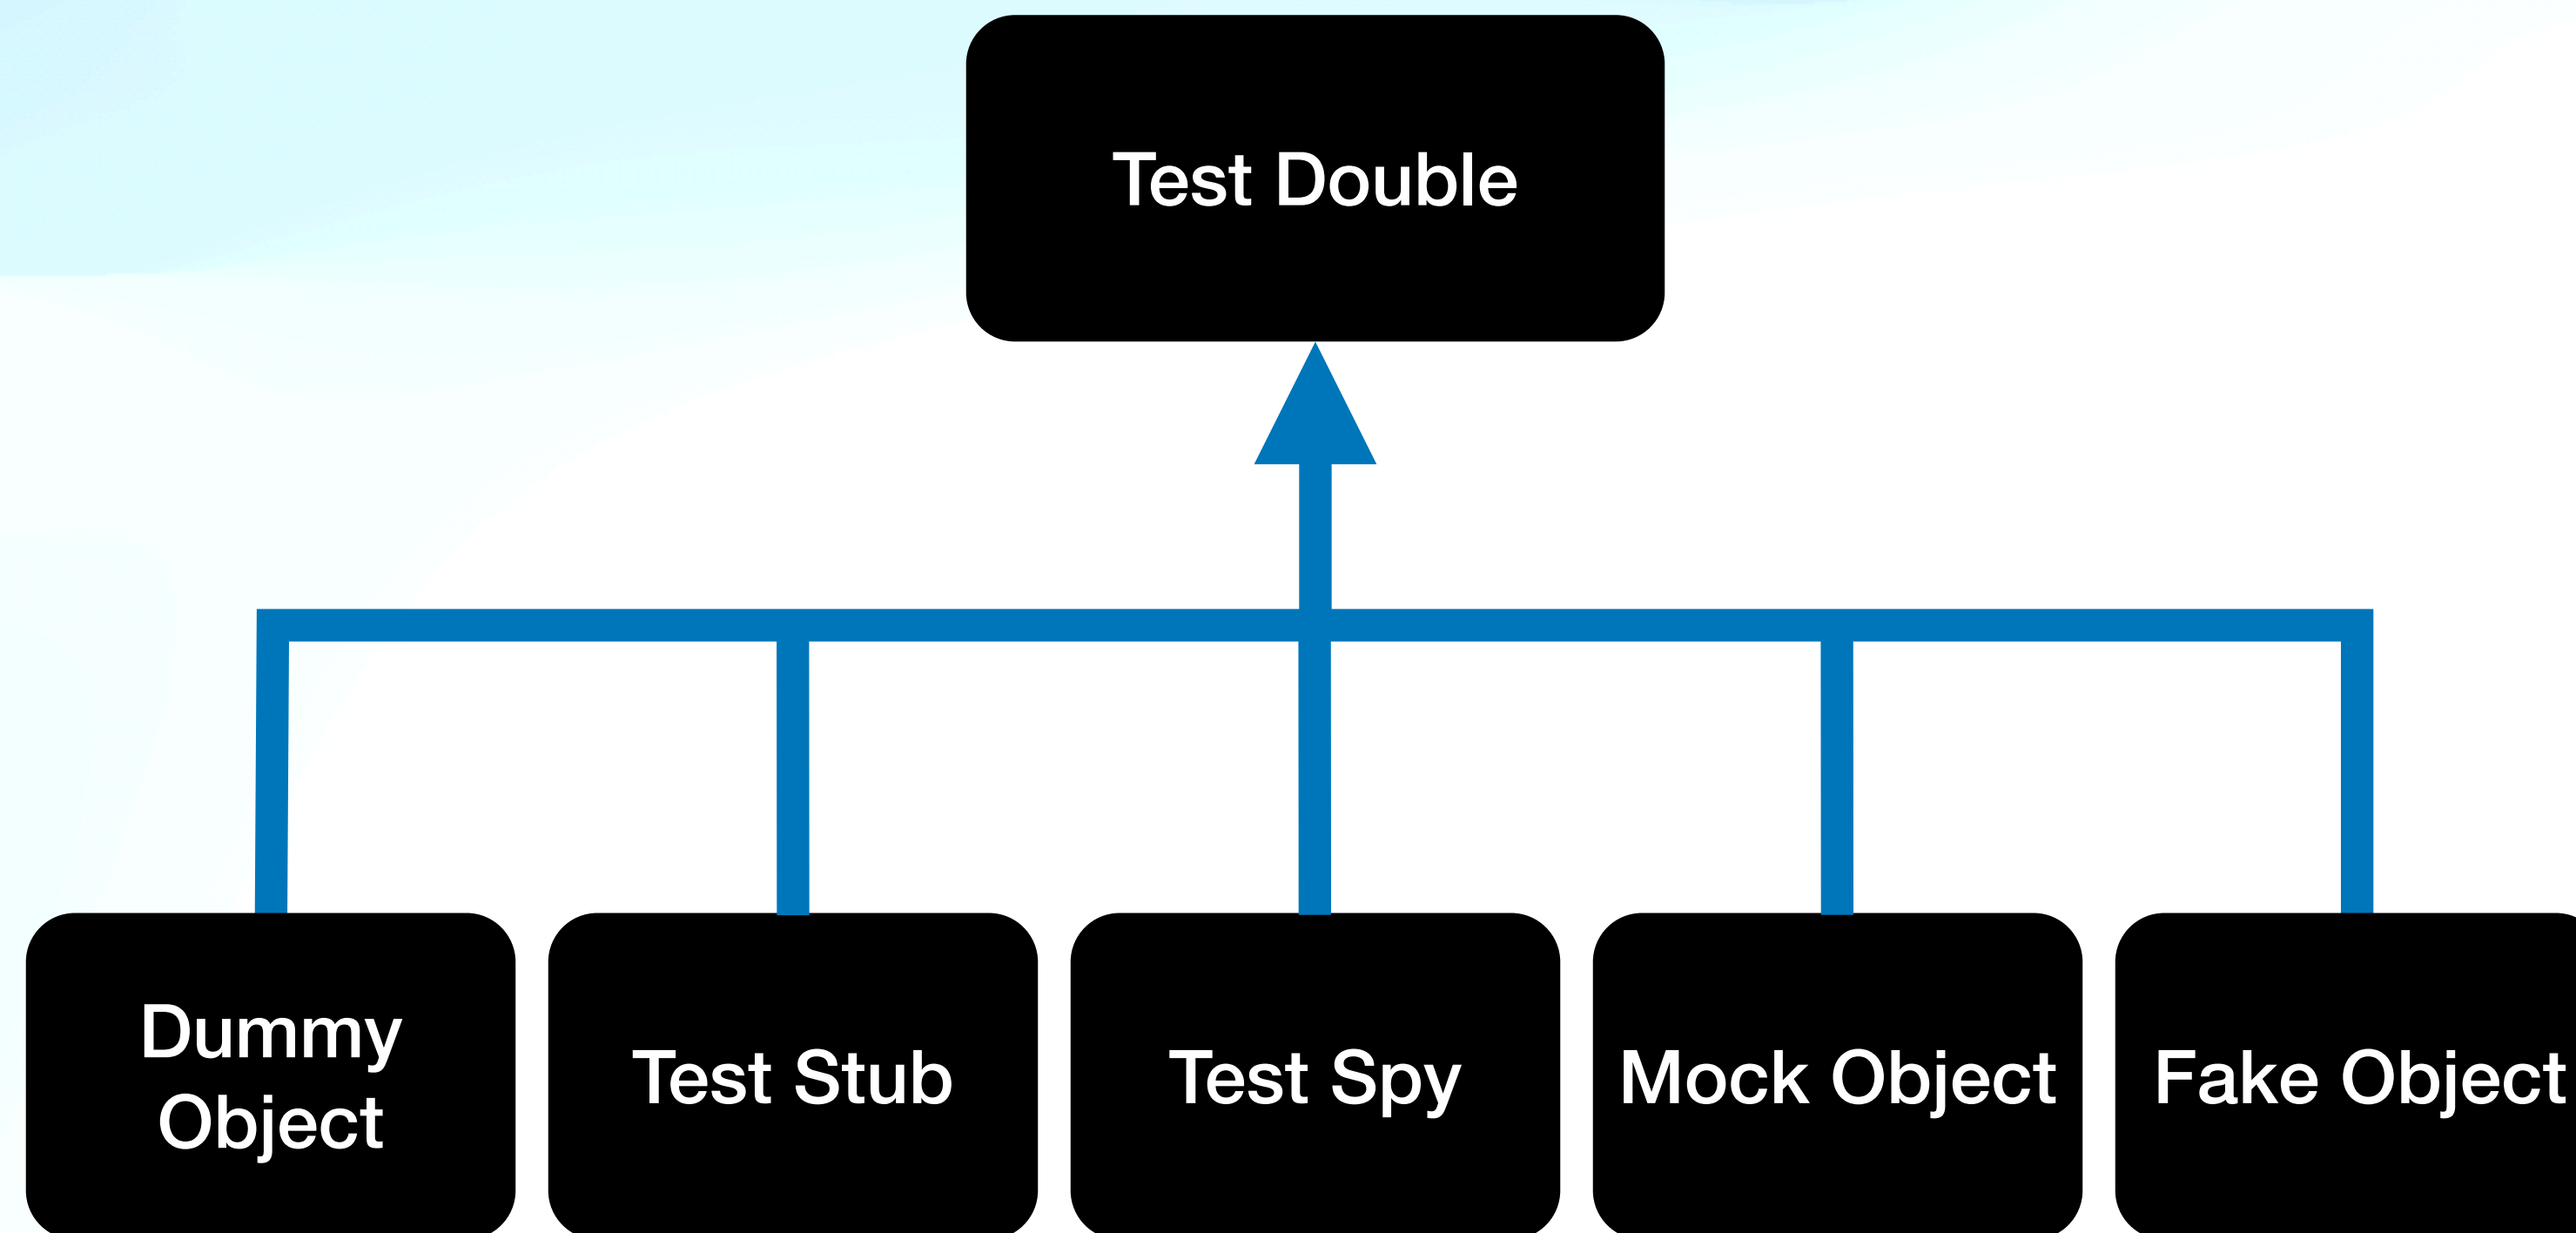 Test Double
Dummy
Object
Test Stub
Test Spy
Mock Object
Fake Object